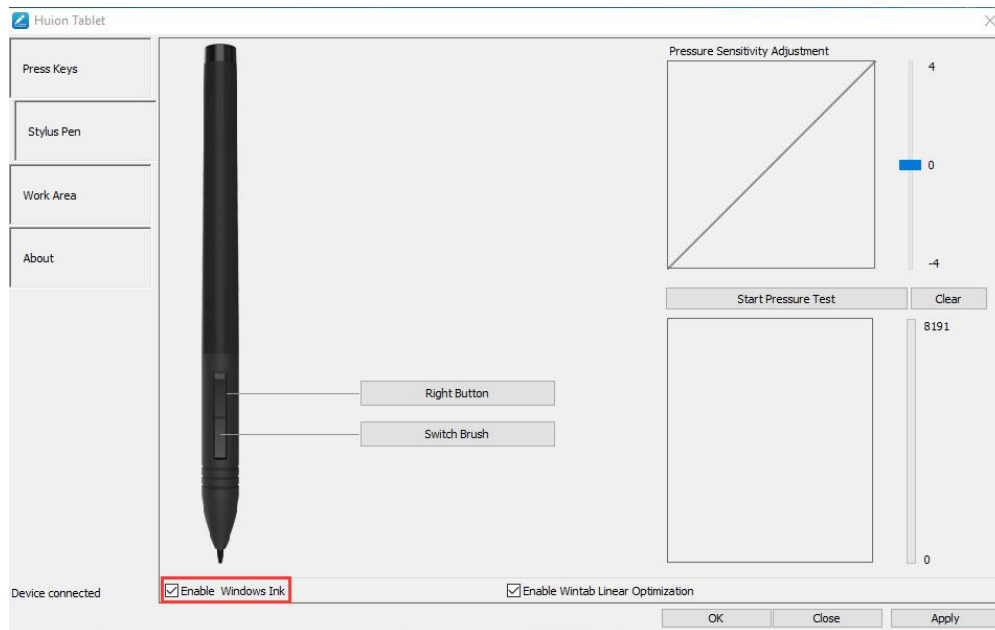 Huion Tablet
Press Keys
Stylus Pen
Work Area
About
Device connected
Right Button
Switch Brush
Pressure Sensitivity Adjustment
4
0
-4
Start Pressure Test
Clear
8191
0
Enable Windows Ink
Enable Wintab Linear Optimization
OK
Close
Apply